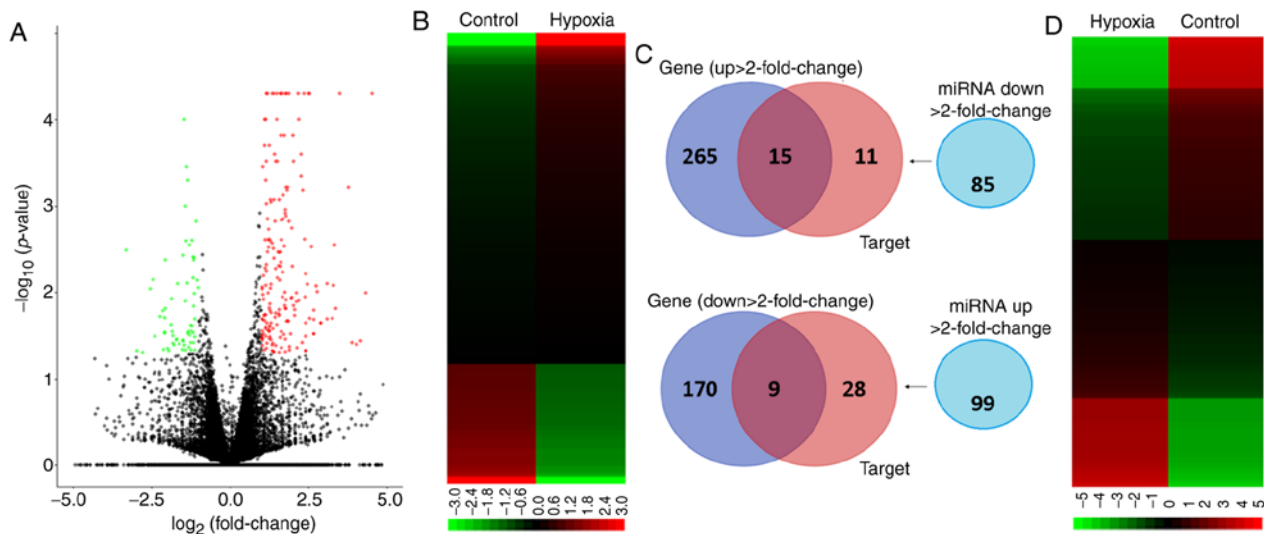 A
−log10 (p-value)
4
3
2
1
0
−5.0 −2.5 0.0 2.5 5.0
log2 (fold-change)
B
Control Hypoxia
−3.0 −2.4 −1.8 −1.2 −0.6 0.0 0.6 1.2 1.8 2.4 3.0
C
Gene (up>2-fold-change)
miRNA down
>2-fold-change
265 15 11
85
Target
Gene (down>2-fold-change)
miRNA up
>2-fold-change
170 9 28
99
Target
D
Hypoxia Control
−5 −4 −3 −2 −1 0 1 2 3 4 5